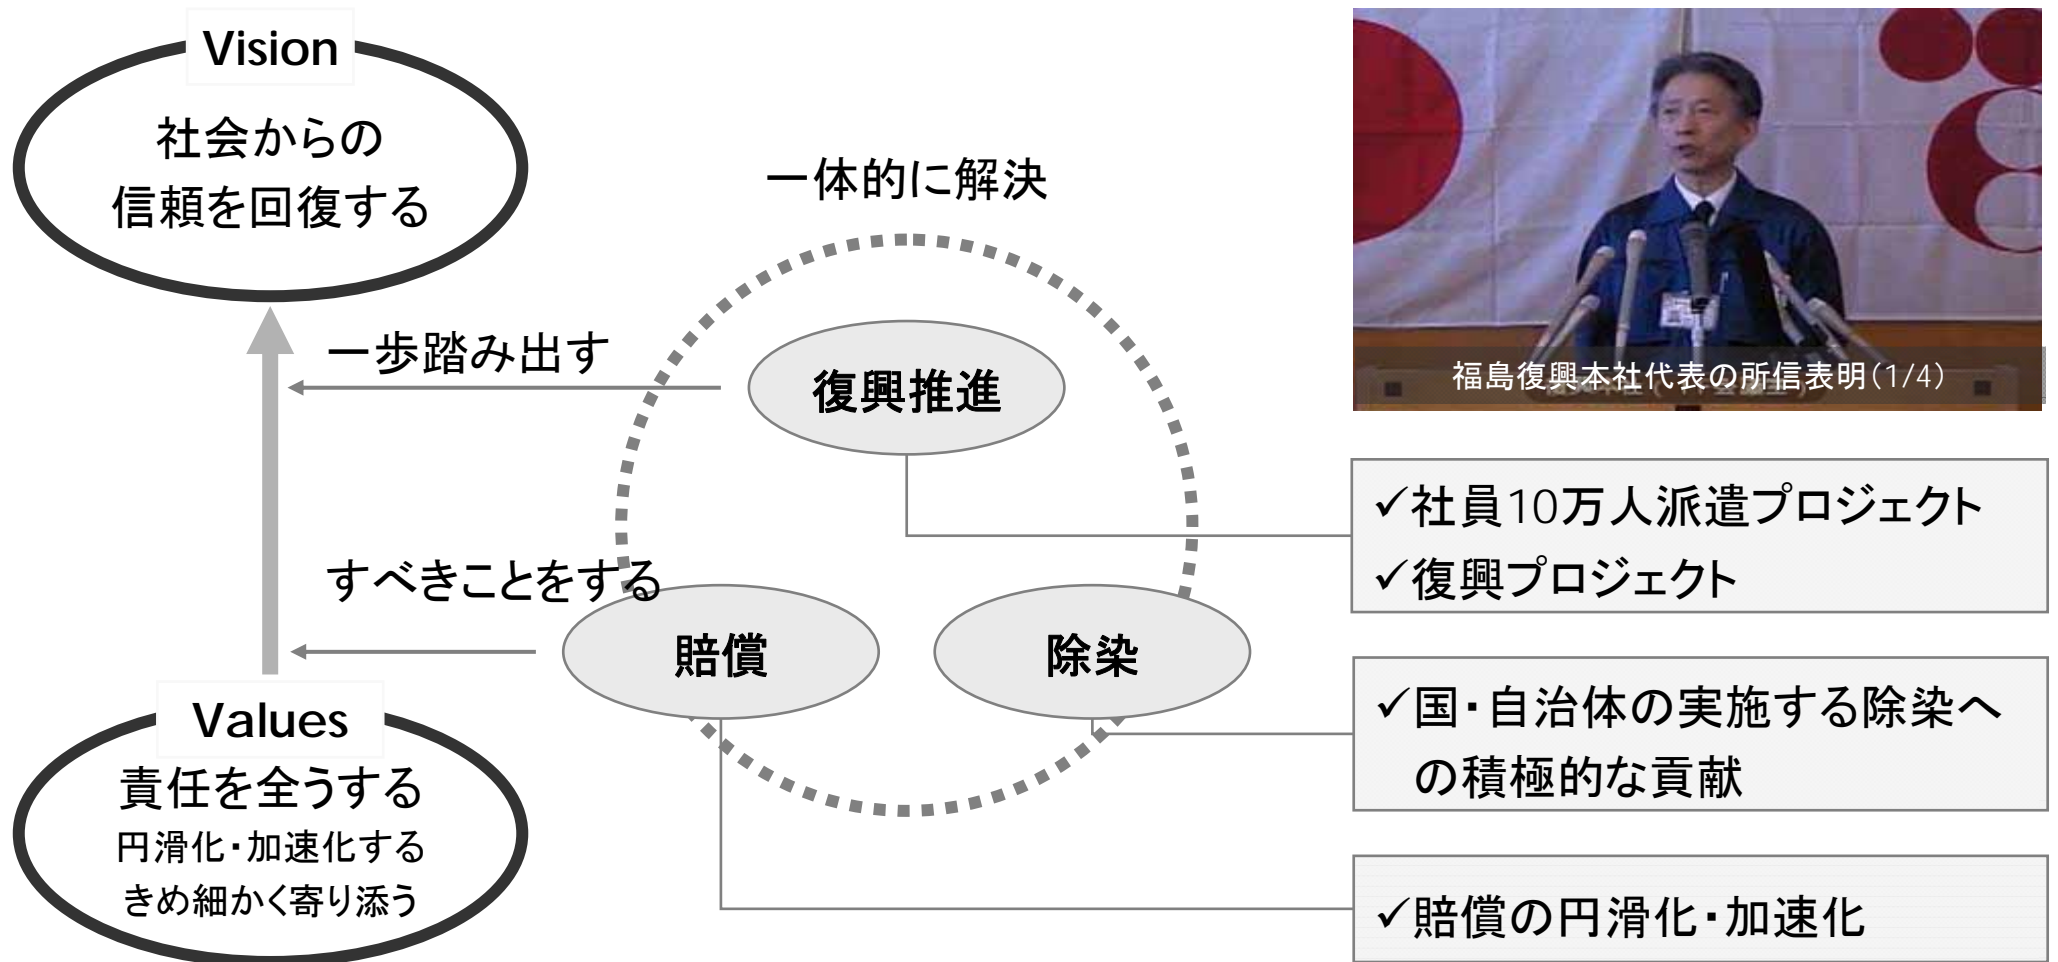 Vision
社会からの
信頼を回復する
一体的に解決
一歩踏み出す
復興推進
すべきことをする
賠償
除染
Values
責任を全うする
円滑化・加速化する
きめ細かく寄り添う
福島復興本社代表の所信表明（1/4）
✓社員10万人派遣プロジェクト
✓復興プロジェクト
✓国・自治体の実施する除染へ
の積極的な貢献
✓賠償の円滑化・加速化